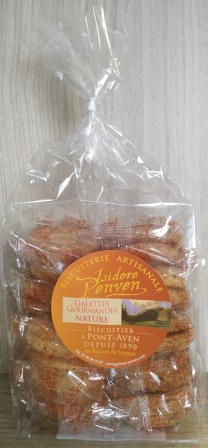 BISCUITERIE ARTISANALE
Isidore
Penven
GALETTES
GOURMANDES
NATURE
BISCUITIER
à PONT-AVEN
DEPUIS 1890